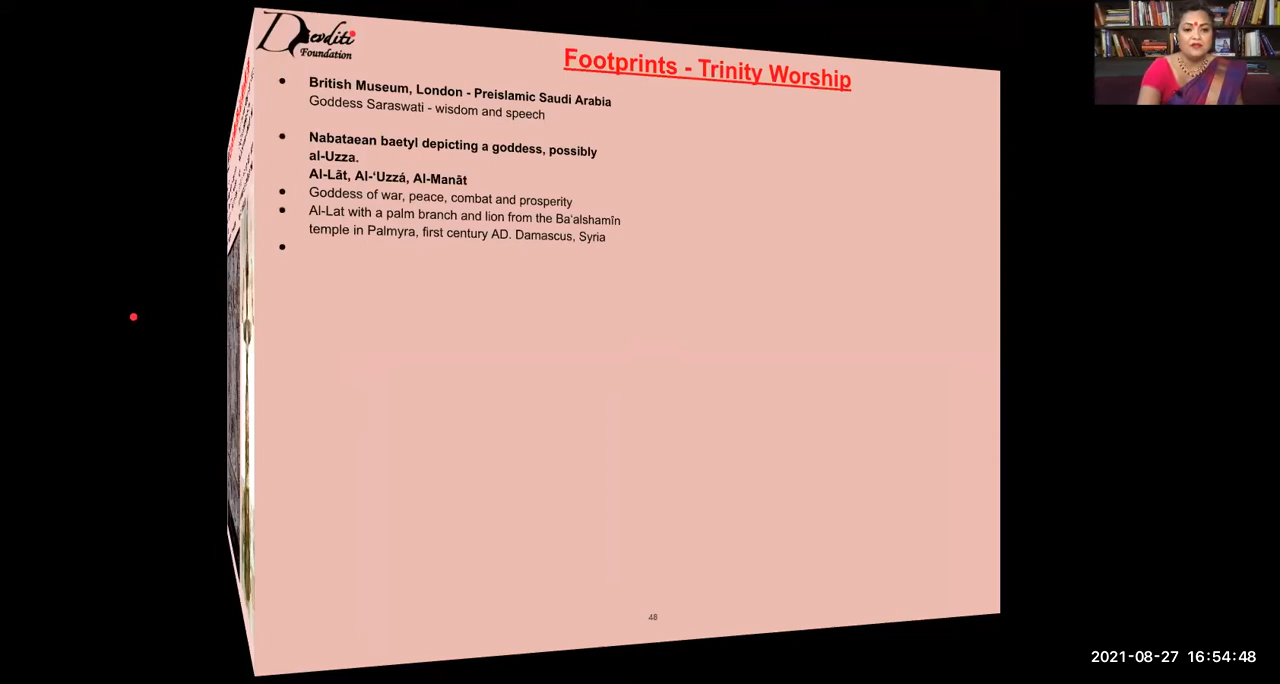 Devditi
Foundation
Footprints - Trinity Worship
• British Museum, London - Preislamic Saudi Arabia
Goddess Saraswati - wisdom and speech
• Nabataean baetyl depicting a goddess, possibly
al-Uzza.
Al-Lāt, Al-‘Uzzá, Al-Manāt
• Goddess of war, peace, combat and prosperity
• Al-Lat with a palm branch and lion from the Ba‘alshamîn
temple in Palmyra, first century AD. Damascus, Syria
•
48
2021-08-27 16:54:48